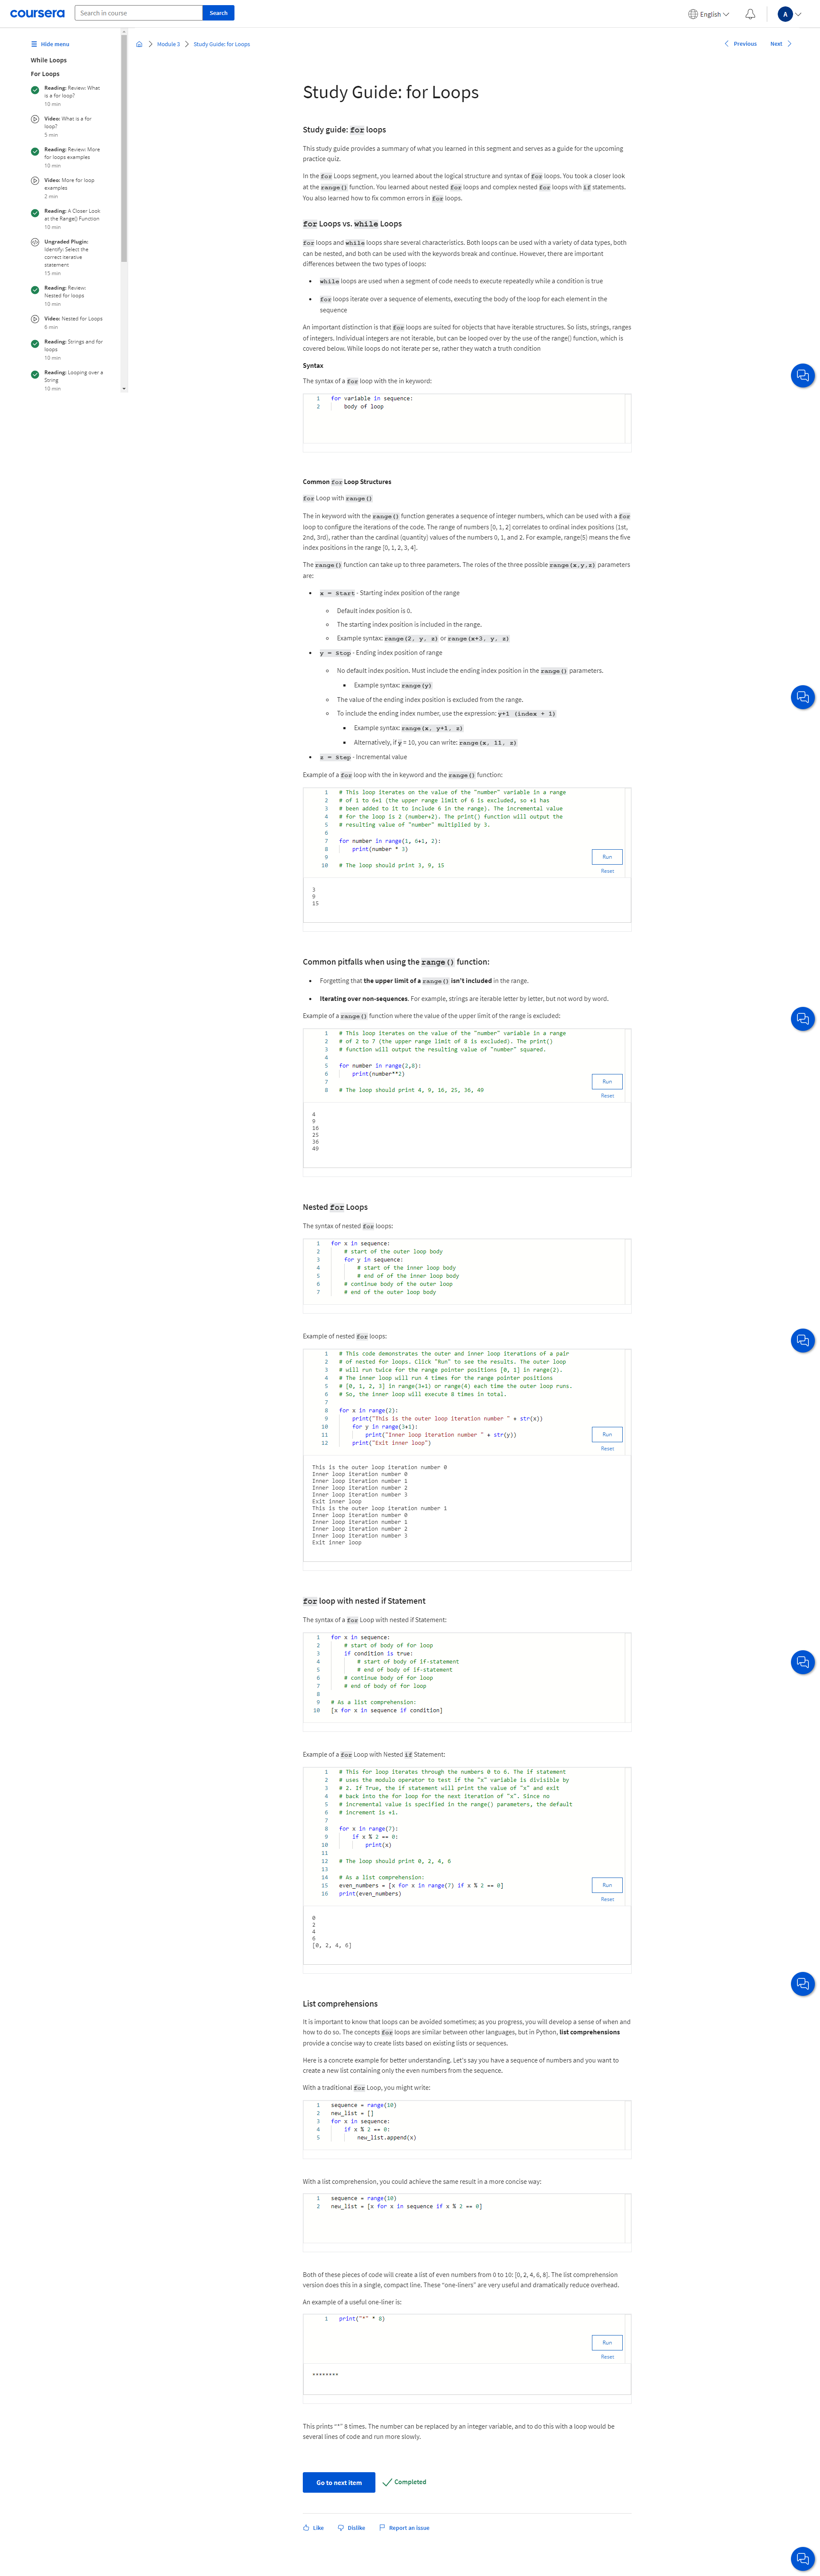 coursera
Search in course
Search
English
A
Hide menu
Module 3
Study Guide: for Loops
Previous
Next
While Loops
For Loops
Reading: Review: What
is a for loop?
10 min
Video: What is a for
loop?
5 min
Reading: Review: More
for loops examples
10 min
Video: More for loop
examples
2 min
Reading: A Closer Look
at the Range() Function
10 min
Ungraded Plugin:
Identify: Select the
correct iterative
statement
15 min
Reading: Review:
Nested for loops
10 min
Video: Nested for Loops
6 min
Reading: Strings and for
loops
10 min
Reading: Looping over a
String
10 min
Study Guide: for Loops
Study guide: for loops
This study guide provides a summary of what you learned in this segment and serves as a guide for the upcoming
practice quiz.
In the for Loops segment, you learned about the logical structure and syntax of for loops. You took a closer look
at the range() function. You learned about nested for loops and complex nested for loops with if statements.
You also learned how to fix common errors in for loops.
for Loops vs. while Loops
for loops and while loops share several characteristics. Both loops can be used with a variety of data types, both
can be nested, and both can be used with the keywords break and continue. However, there are important
differences between the two types of loops:
while loops are used when a segment of code needs to execute repeatedly while a condition is true
for loops iterate over a sequence of elements, executing the body of the loop for each element in the
sequence
An important distinction is that for loops are suited for objects that have iterable structures. So lists, strings, ranges
of integers. Individual integers are not iterable, but can be looped over by the use of the range() function, which is
covered below. While loops do not iterate per se, rather they watch a truth condition
Syntax
The syntax of a for loop with the in keyword:
1 for variable in sequence:
2 body of loop
Common for Loop Structures
for Loop with range()
The in keyword with the range() function generates a sequence of integer numbers, which can be used with a for
loop to configure the iterations of the code. The range of numbers [0, 1, 2] correlates to ordinal index positions (1st,
2nd, 3rd), rather than the cardinal (quantity) values of the numbers 0, 1, and 2. For example, range(5) means the five
index positions in the range [0, 1, 2, 3, 4].
The range() function can take up to three parameters. The roles of the three possible range(x,y,z) parameters
are:
x = Start - Starting index position of the range
Default index position is 0.
The starting index position is included in the range.
Example syntax: range(2, y, z) or range(x+3, y, z)
y = Stop - Ending index position of range
No default index position. Must include the ending index position in the range() parameters.
Example syntax: range(y)
The value of the ending index position is excluded from the range.
To include the ending index number, use the expression: y+1 (index + 1)
Example syntax: range(x, y+1, z)
Alternatively, if y = 10, you can write: range(x, 11, z)
z = Step - Incremental value
Example of a for loop with the in keyword and the range() function:
1 # This loop iterates on the value of the "number" variable in a range
2 # of 1 to 6+1 (the upper range limit of 6 is excluded, so +1 has
3 # been added to it to include 6 in the range). The incremental value
4 # for the loop is 2 (number+2). The print() function will output the
5 # resulting value of "number" multiplied by 3.
6
7 for number in range(1, 6+1, 2):
8 print(number * 3)
9
10 # The loop should print 3, 9, 15
Run
Reset
3
9
15
Common pitfalls when using the range() function:
Forgetting that the upper limit of a range() isn't included in the range.
Iterating over non-sequences. For example, strings are iterable letter by letter, but not word by word.
Example of a range() function where the value of the upper limit of the range is excluded:
1 # This loop iterates on the value of the "number" variable in a range
2 # of 2 to 7 (the upper range limit of 8 is excluded). The print()
3 # function will output the resulting value of "number" squared.
4
5 for number in range(2,8):
6 print(number**2)
7
8 # The loop should print 4, 9, 16, 25, 36, 49
Run
Reset
4
9
16
25
36
49
Nested for Loops
The syntax of nested for loops:
1 for x in sequence:
2 # start of the outer loop body
3 for y in sequence:
4 # start of the inner loop body
5 # end of of the inner loop body
6 # continue body of the outer loop
7 # end of the outer loop body
Example of nested for loops:
1 # This code demonstrates the outer and inner loop iterations of a pair
2 # of nested for loops. Click "Run" to see the results. The outer loop
3 # will run twice for the range pointer positions [0, 1] in range(2).
4 # The inner loop will run 4 times for the range pointer positions
5 # [0, 1, 2, 3] in range(3+1) or range(4) each time the outer loop runs.
6 # So, the inner loop will execute 8 times in total.
7
8 for x in range(2):
9 print("This is the outer loop iteration number " + str(x))
10 for y in range(3+1):
11 print("Inner loop iteration number " + str(y))
12 print("Exit inner loop")
Run
Reset
This is the outer loop iteration number 0
Inner loop iteration number 0
Inner loop iteration number 1
Inner loop iteration number 2
Inner loop iteration number 3
Exit inner loop
This is the outer loop iteration number 1
Inner loop iteration number 0
Inner loop iteration number 1
Inner loop iteration number 2
Inner loop iteration number 3
Exit inner loop
for loop with nested if Statement
The syntax of a for Loop with nested if Statement:
1 for x in sequence:
2 # start of body of for loop
3 if condition is true:
4 # start of body of if-statement
5 # end of body of if-statement
6 # continue body of for loop
7 # end of body of for loop
8
9 # As a list comprehension:
10 [x for x in sequence if condition]
Example of a for Loop with Nested if Statement:
1 # This for loop iterates through the numbers 0 to 6. The if statement
2 # uses the modulo operator to test if the "x" variable is divisible by
3 # 2. If True, the if statement will print the value of "x" and exit
4 # back into the for loop for the next iteration of "x". Since no
5 # incremental value is specified in the range() parameters, the default
6 # increment is +1.
7
8 for x in range(7):
9 if x % 2 == 0:
10 print(x)
11
12 # The loop should print 0, 2, 4, 6
13
14 # As a list comprehension:
15 even_numbers = [x for x in range(7) if x % 2 == 0]
16 print(even_numbers)
Run
Reset
0
2
4
6
[0, 2, 4, 6]
List comprehensions
It is important to know that loops can be avoided sometimes; as you progress, you will develop a sense of when and
how to do so. The concepts for loops are similar between other languages, but in Python, list comprehensions
provide a concise way to create lists based on existing lists or sequences.
Here is a concrete example for better understanding. Let's say you have a sequence of numbers and you want to
create a new list containing only the even numbers from the sequence.
With a traditional for Loop, you might write:
1 sequence = range(10)
2 new_list = []
3 for x in sequence:
4 if x % 2 == 0:
5 new_list.append(x)
With a list comprehension, you could achieve the same result in a more concise way:
1 sequence = range(10)
2 new_list = [x for x in sequence if x % 2 == 0]
Both of these pieces of code will create a list of even numbers from 0 to 10: [0, 2, 4, 6, 8]. The list comprehension
version does this in a single, compact line. These "one-liners" are very useful and dramatically reduce overhead.
An example of a useful one-liner is:
1 print("*" * 8)
Run
Reset
********
This prints "*" 8 times. The number can be replaced by an integer variable, and to do this with a loop would be
several lines of code and run more slowly.
Go to next item
Completed
Like
Dislike
Report an issue